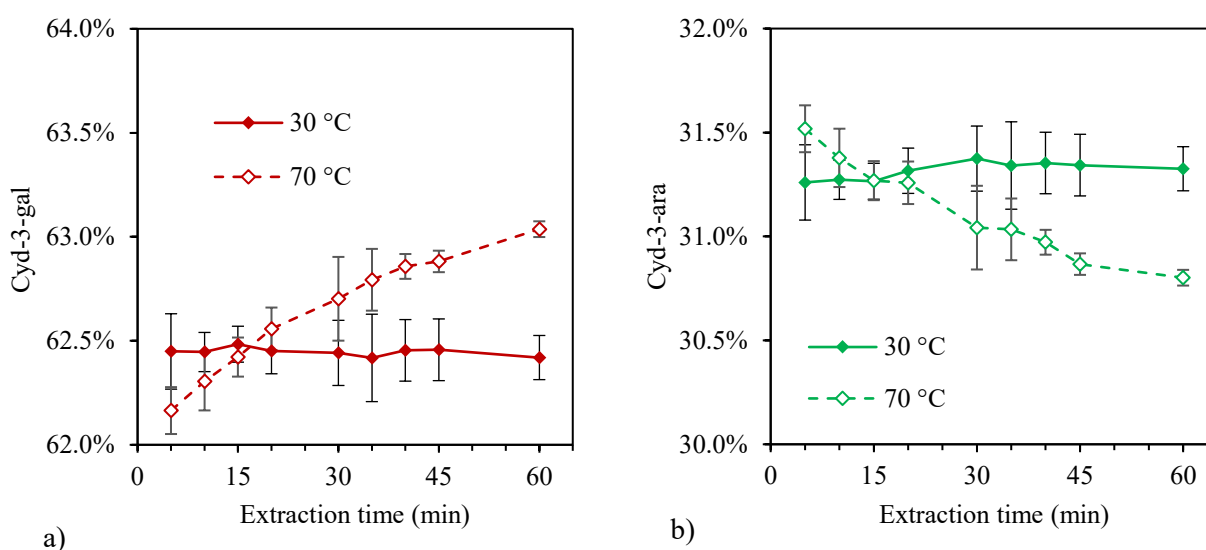 64.0%
63.5%
63.0%
62.5%
62.0%
Cyd-3-gal
30 °C
70 °C
0
15
30
45
60
Extraction time (min)
a)
32.0%
31.5%
31.0%
30.5%
30.0%
Cyd-3-ara
30 °C
70 °C
0
15
30
45
60
Extraction time (min)
b)